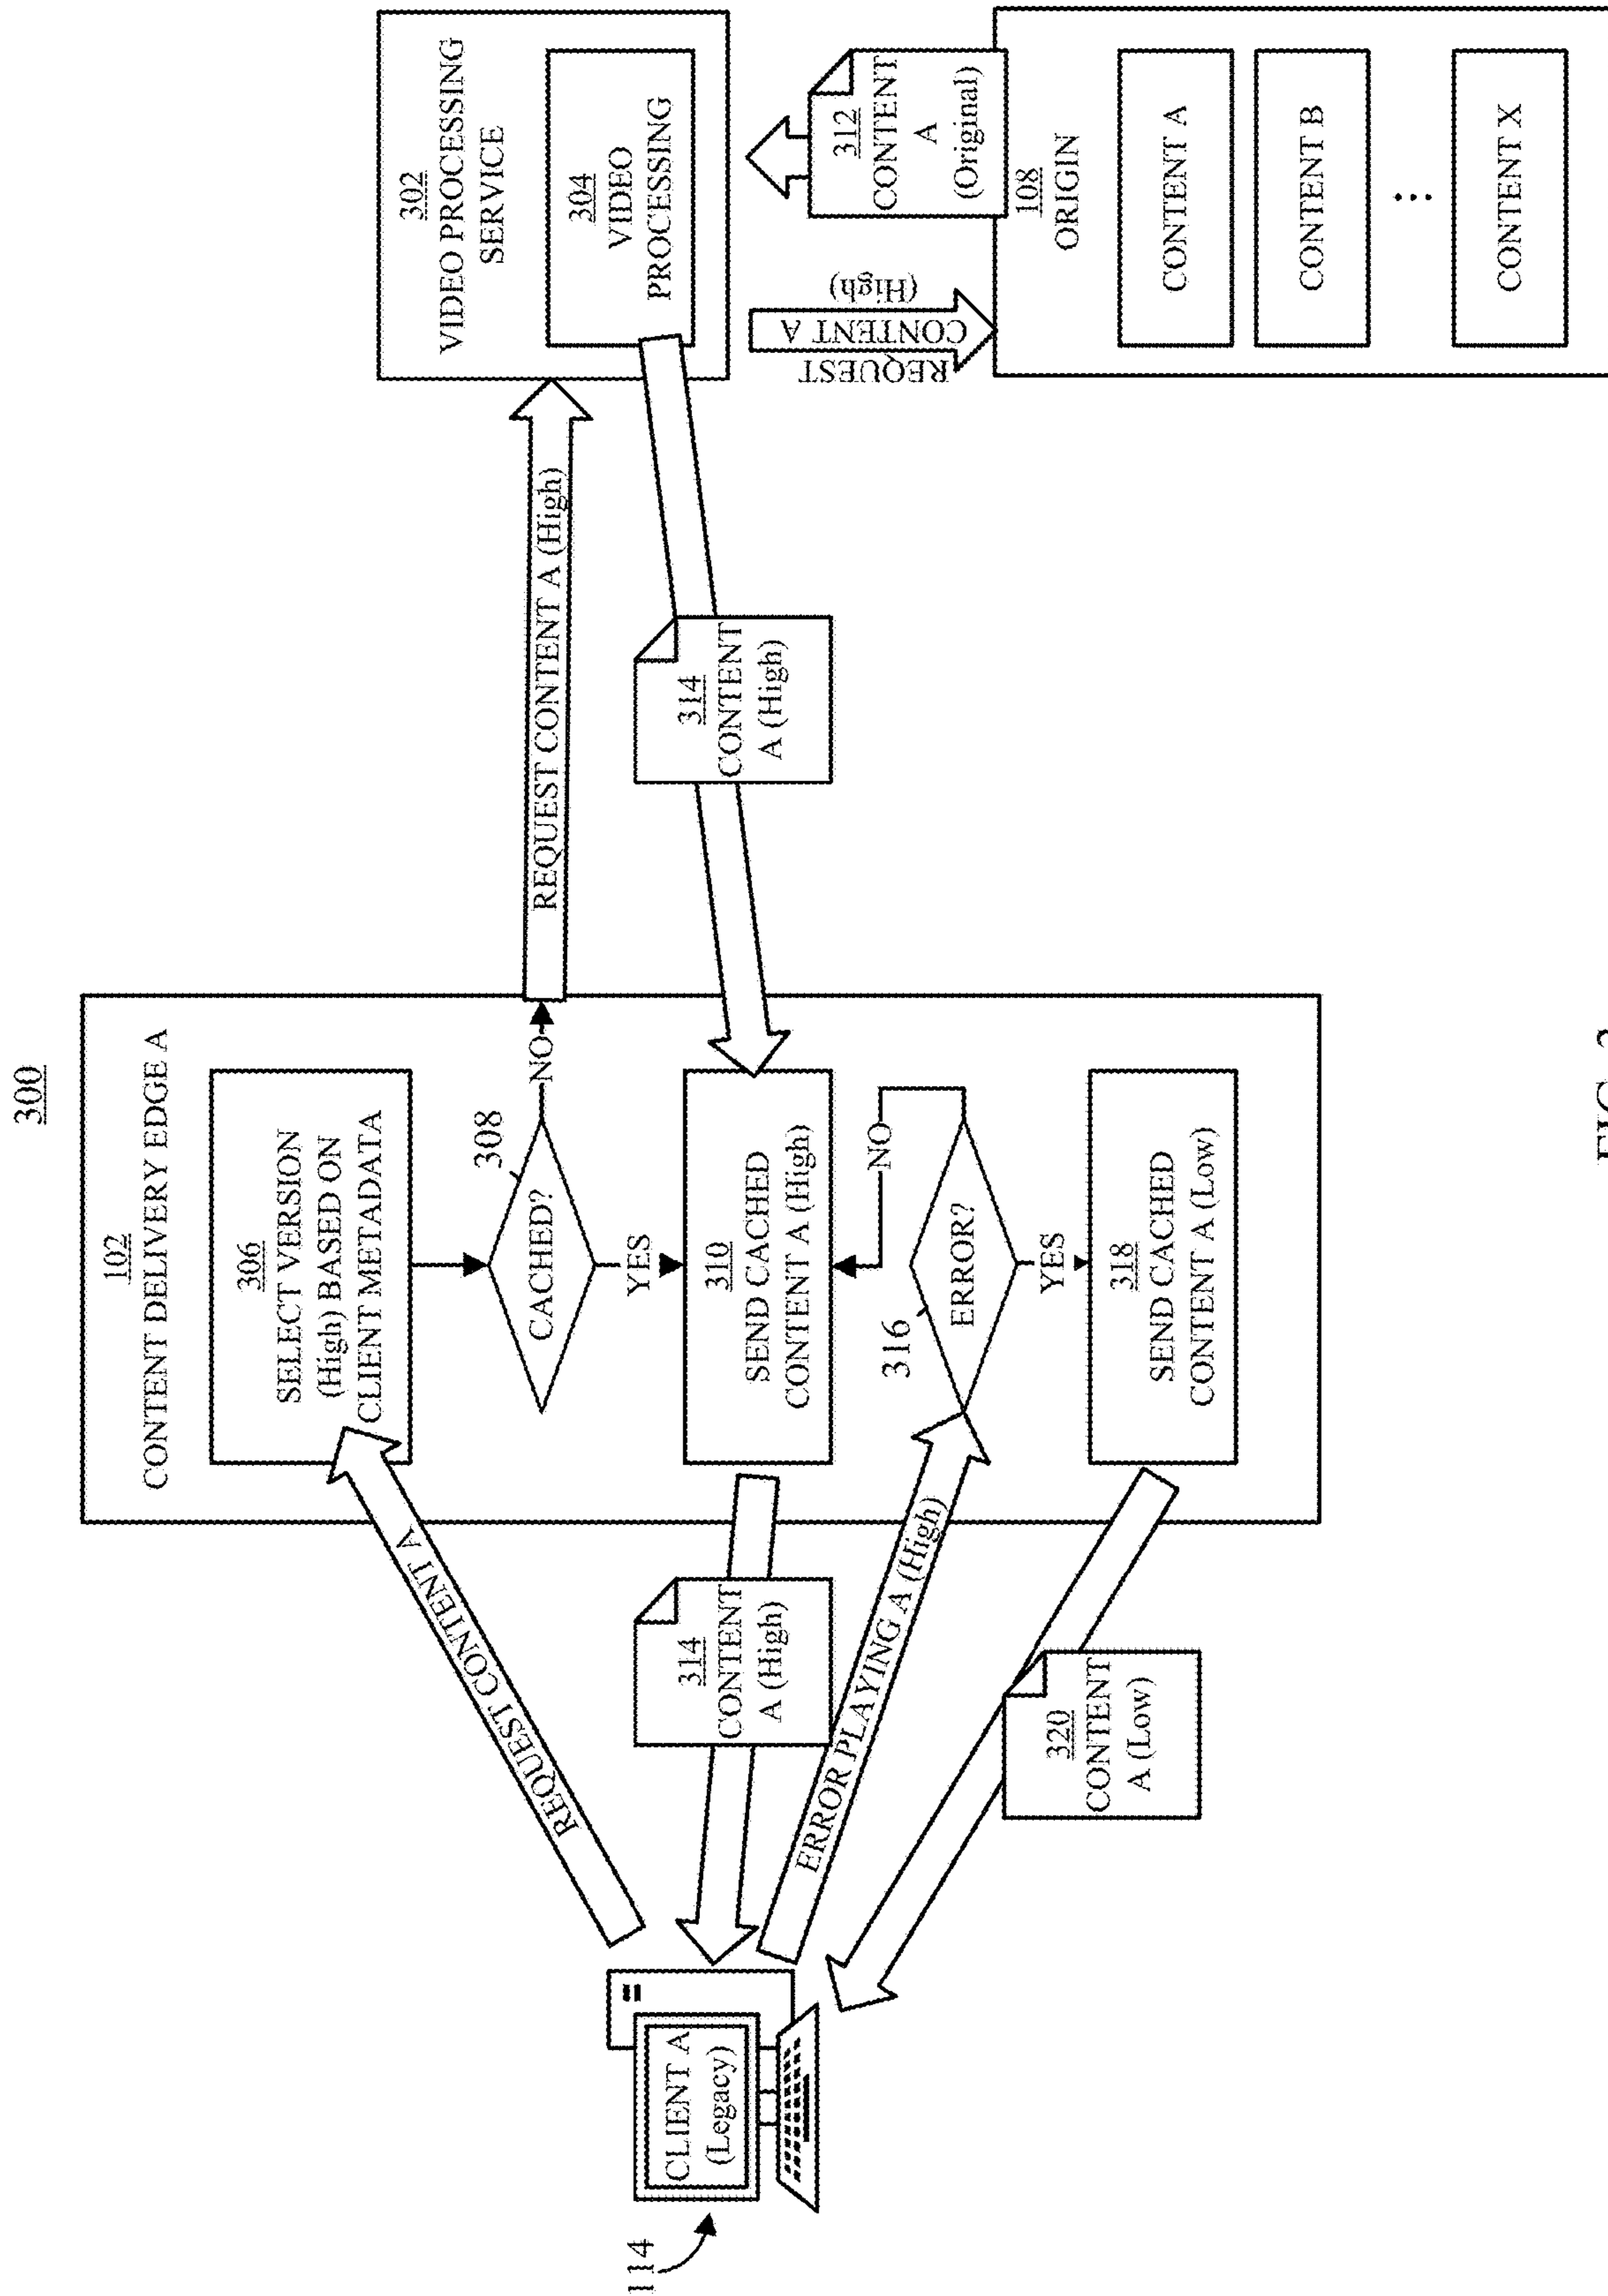 300
102
CONTENT DELIVERY EDGE A
306
SELECT VERSION
(High) BASED ON
CLIENT METADATA
308
CACHED?
NO
YES
310
SEND CACHED
CONTENT A (High)
NO
316
ERROR?
YES
318
SEND CACHED
CONTENT A (Low)
114
CLIENT A
(Legacy)
REQUEST CONTENT A
314
CONTENT
A (High)
ERROR PLAYING A (High)
320
CONTENT
A (Low)
REQUEST CONTENT A (High)
314
CONTENT
A (High)
302
VIDEO PROCESSING
SERVICE
304
VIDEO
PROCESSING
REQUEST
CONTENT A
(High)
312
CONTENT
A
(Original)
108
ORIGIN
CONTENT A
CONTENT B
⋮
CONTENT X